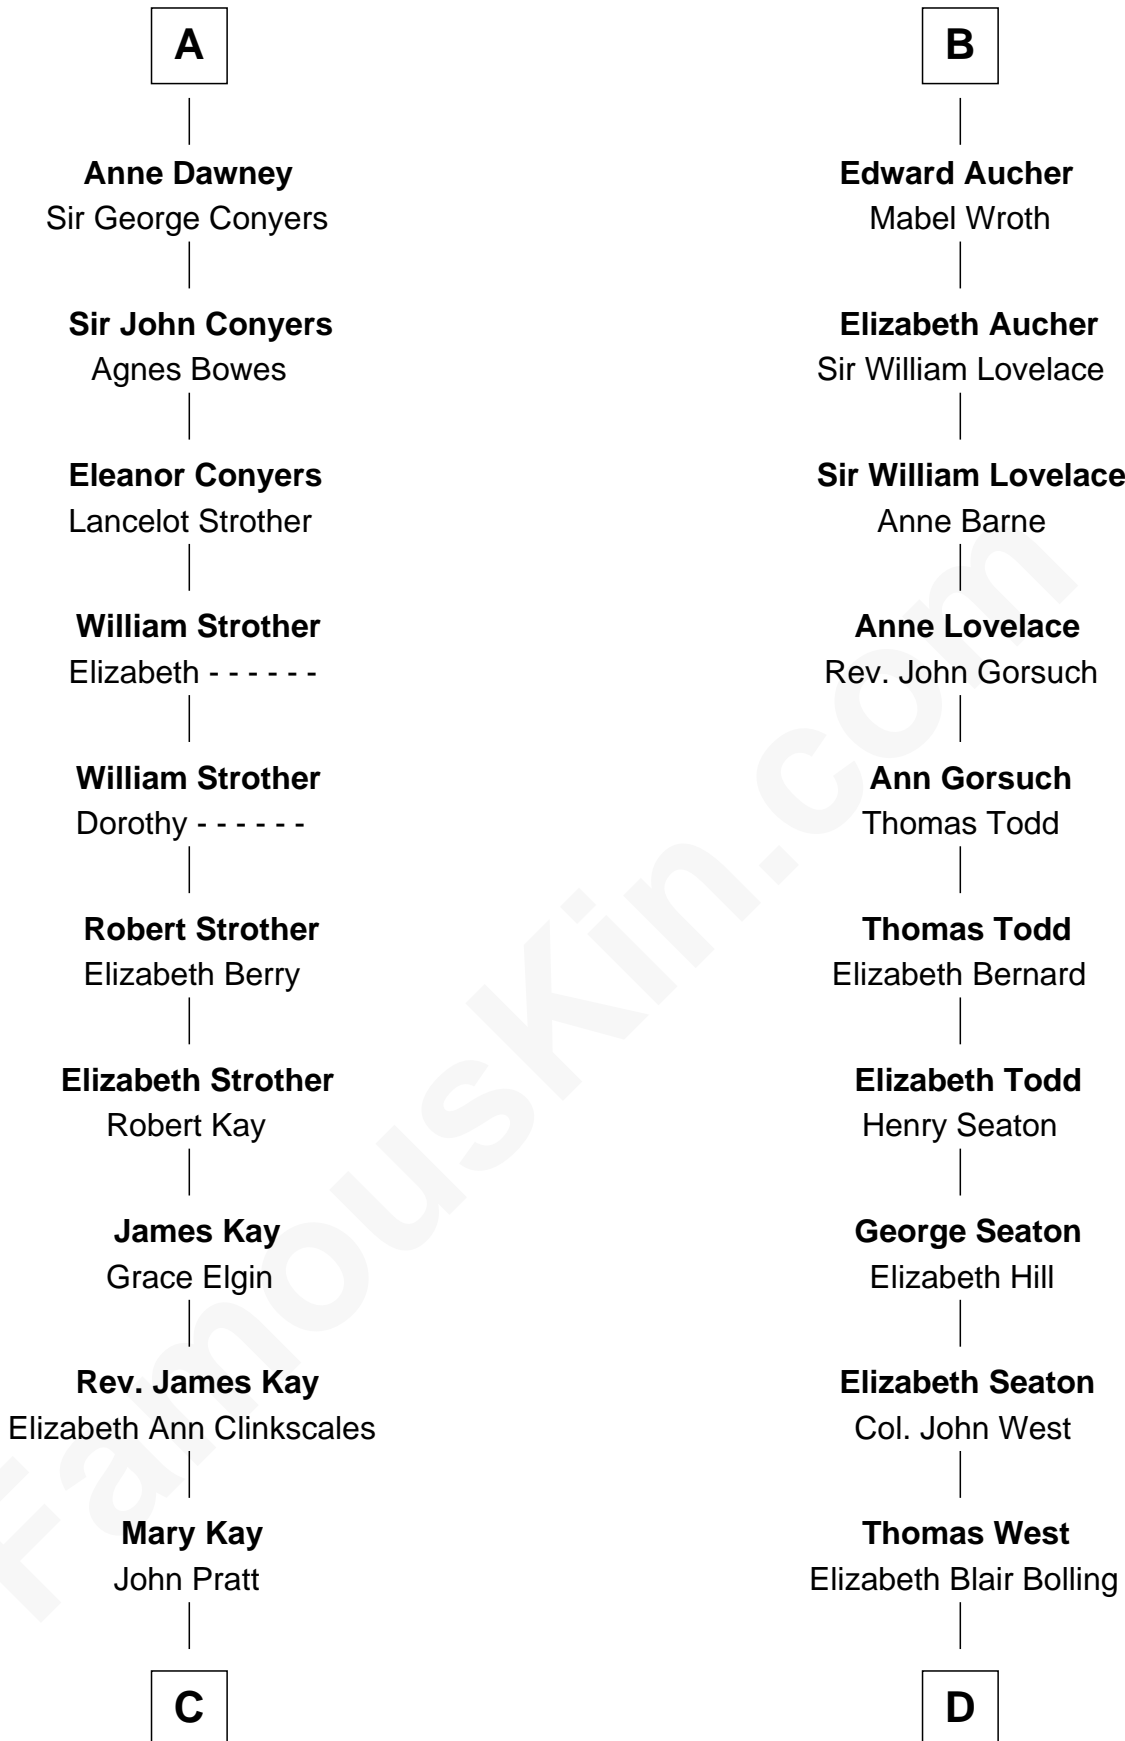 A
Anne Dawney
Sir George Conyers
Sir John Conyers
Agnes Bowes
Eleanor Conyers
Lancelot Strother
William Strother
Elizabeth - - - - - -
William Strother
Dorothy - - - - - -
Robert Strother
Elizabeth Berry
Elizabeth Strother
Robert Kay
James Kay
Grace Elgin
Rev. James Kay
Elizabeth Ann Clinkscales
Mary Kay
John Pratt
C
B
Edward Aucher
Mabel Wroth
Elizabeth Aucher
Sir William Lovelace
Sir William Lovelace
Anne Barne
Anne Lovelace
Rev. John Gorsuch
Ann Gorsuch
Thomas Todd
Thomas Todd
Elizabeth Bernard
Elizabeth Todd
Henry Seaton
George Seaton
Elizabeth Hill
Elizabeth Seaton
Col. John West
Thomas West
Elizabeth Blair Bolling
D
FamousKin.com